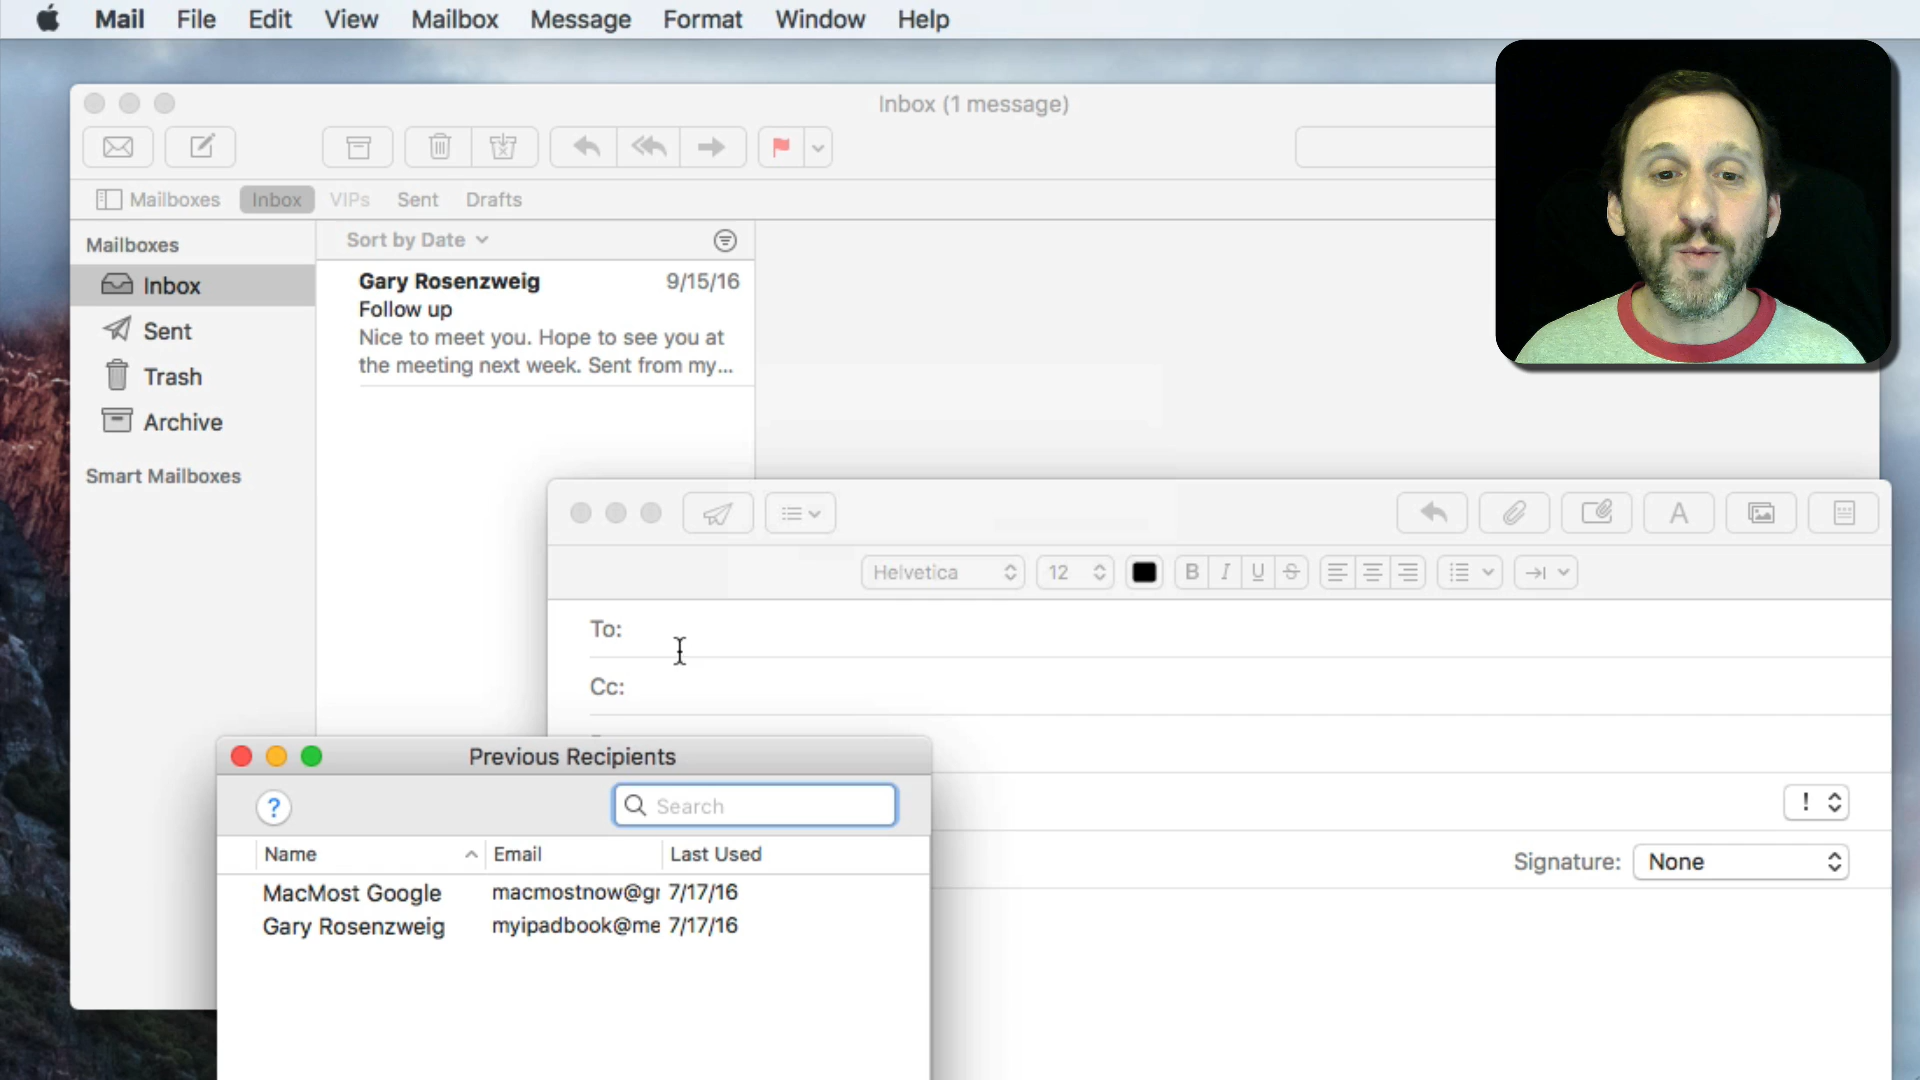 Mail File Edit View Mailbox Message Format Window Help
Inbox (1 message)
Mailboxes Inbox VIPs Sent Drafts
Mailboxes
Inbox
Sent
Trash
Archive
Smart Mailboxes
Sort by Date
Gary Rosenzweig 9/15/16
Follow up
Nice to meet you. Hope to see you at
the meeting next week. Sent from my...
Helvetica 12 B I U S
A
To:
Cc:
!
Signature: None
Previous Recipients
? Search
Name Email Last Used
MacMost Google macmostnow@gr 7/17/16
Gary Rosenzweig myipadbook@me 7/17/16